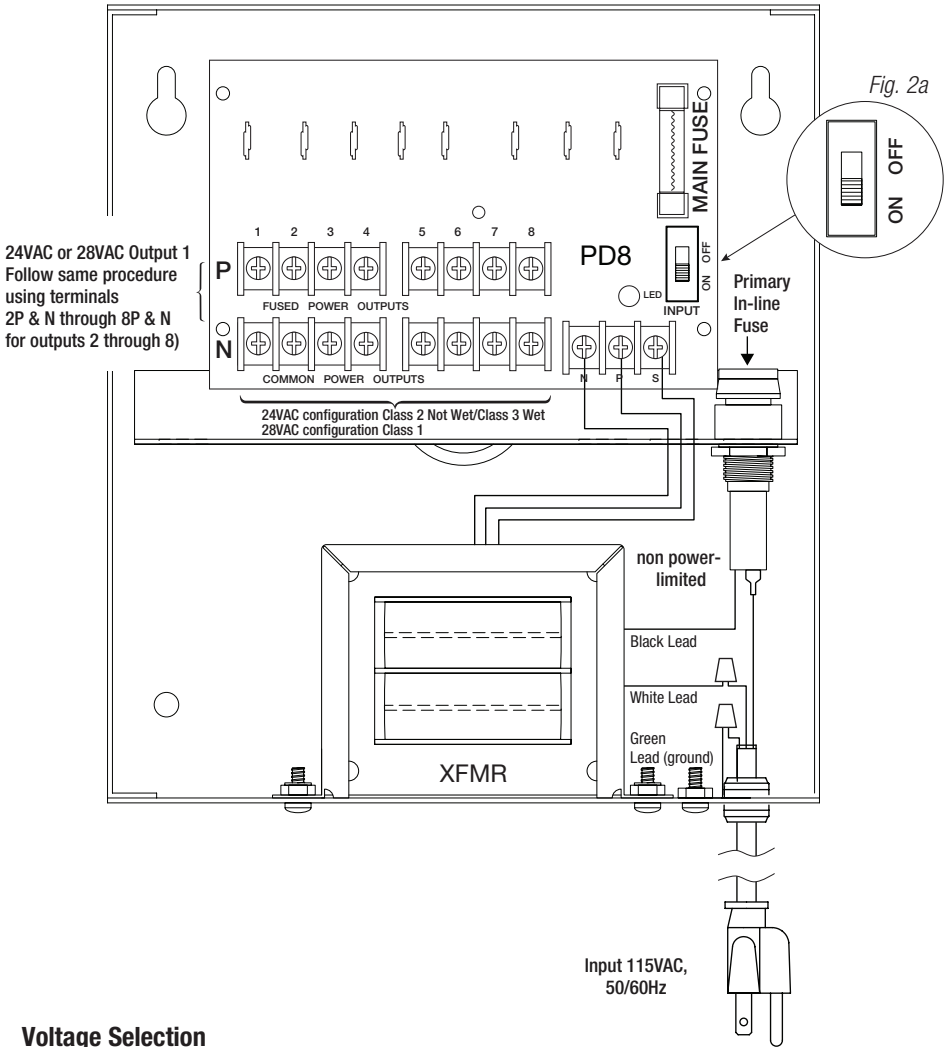 Fig. 2a
OFF
ON
MAIN FUSE
1 2 3 4 5 6 7 8
24VAC or 28VAC Output 1
Follow same procedure
using terminals
2P & N through 8P & N
for outputs 2 through 8)
P
PD8
OFF
ON
LED
INPUT
Primary
In-line
Fuse
FUSED POWER OUTPUTS
N
N P S
COMMON POWER OUTPUTS
24VAC configuration Class 2 Not Wet/Class 3 Wet
28VAC configuration Class 1
non power-
limited
Black Lead
White Lead
Green
Lead (ground)
XFMR
Input 115VAC,
50/60Hz
Voltage Selection